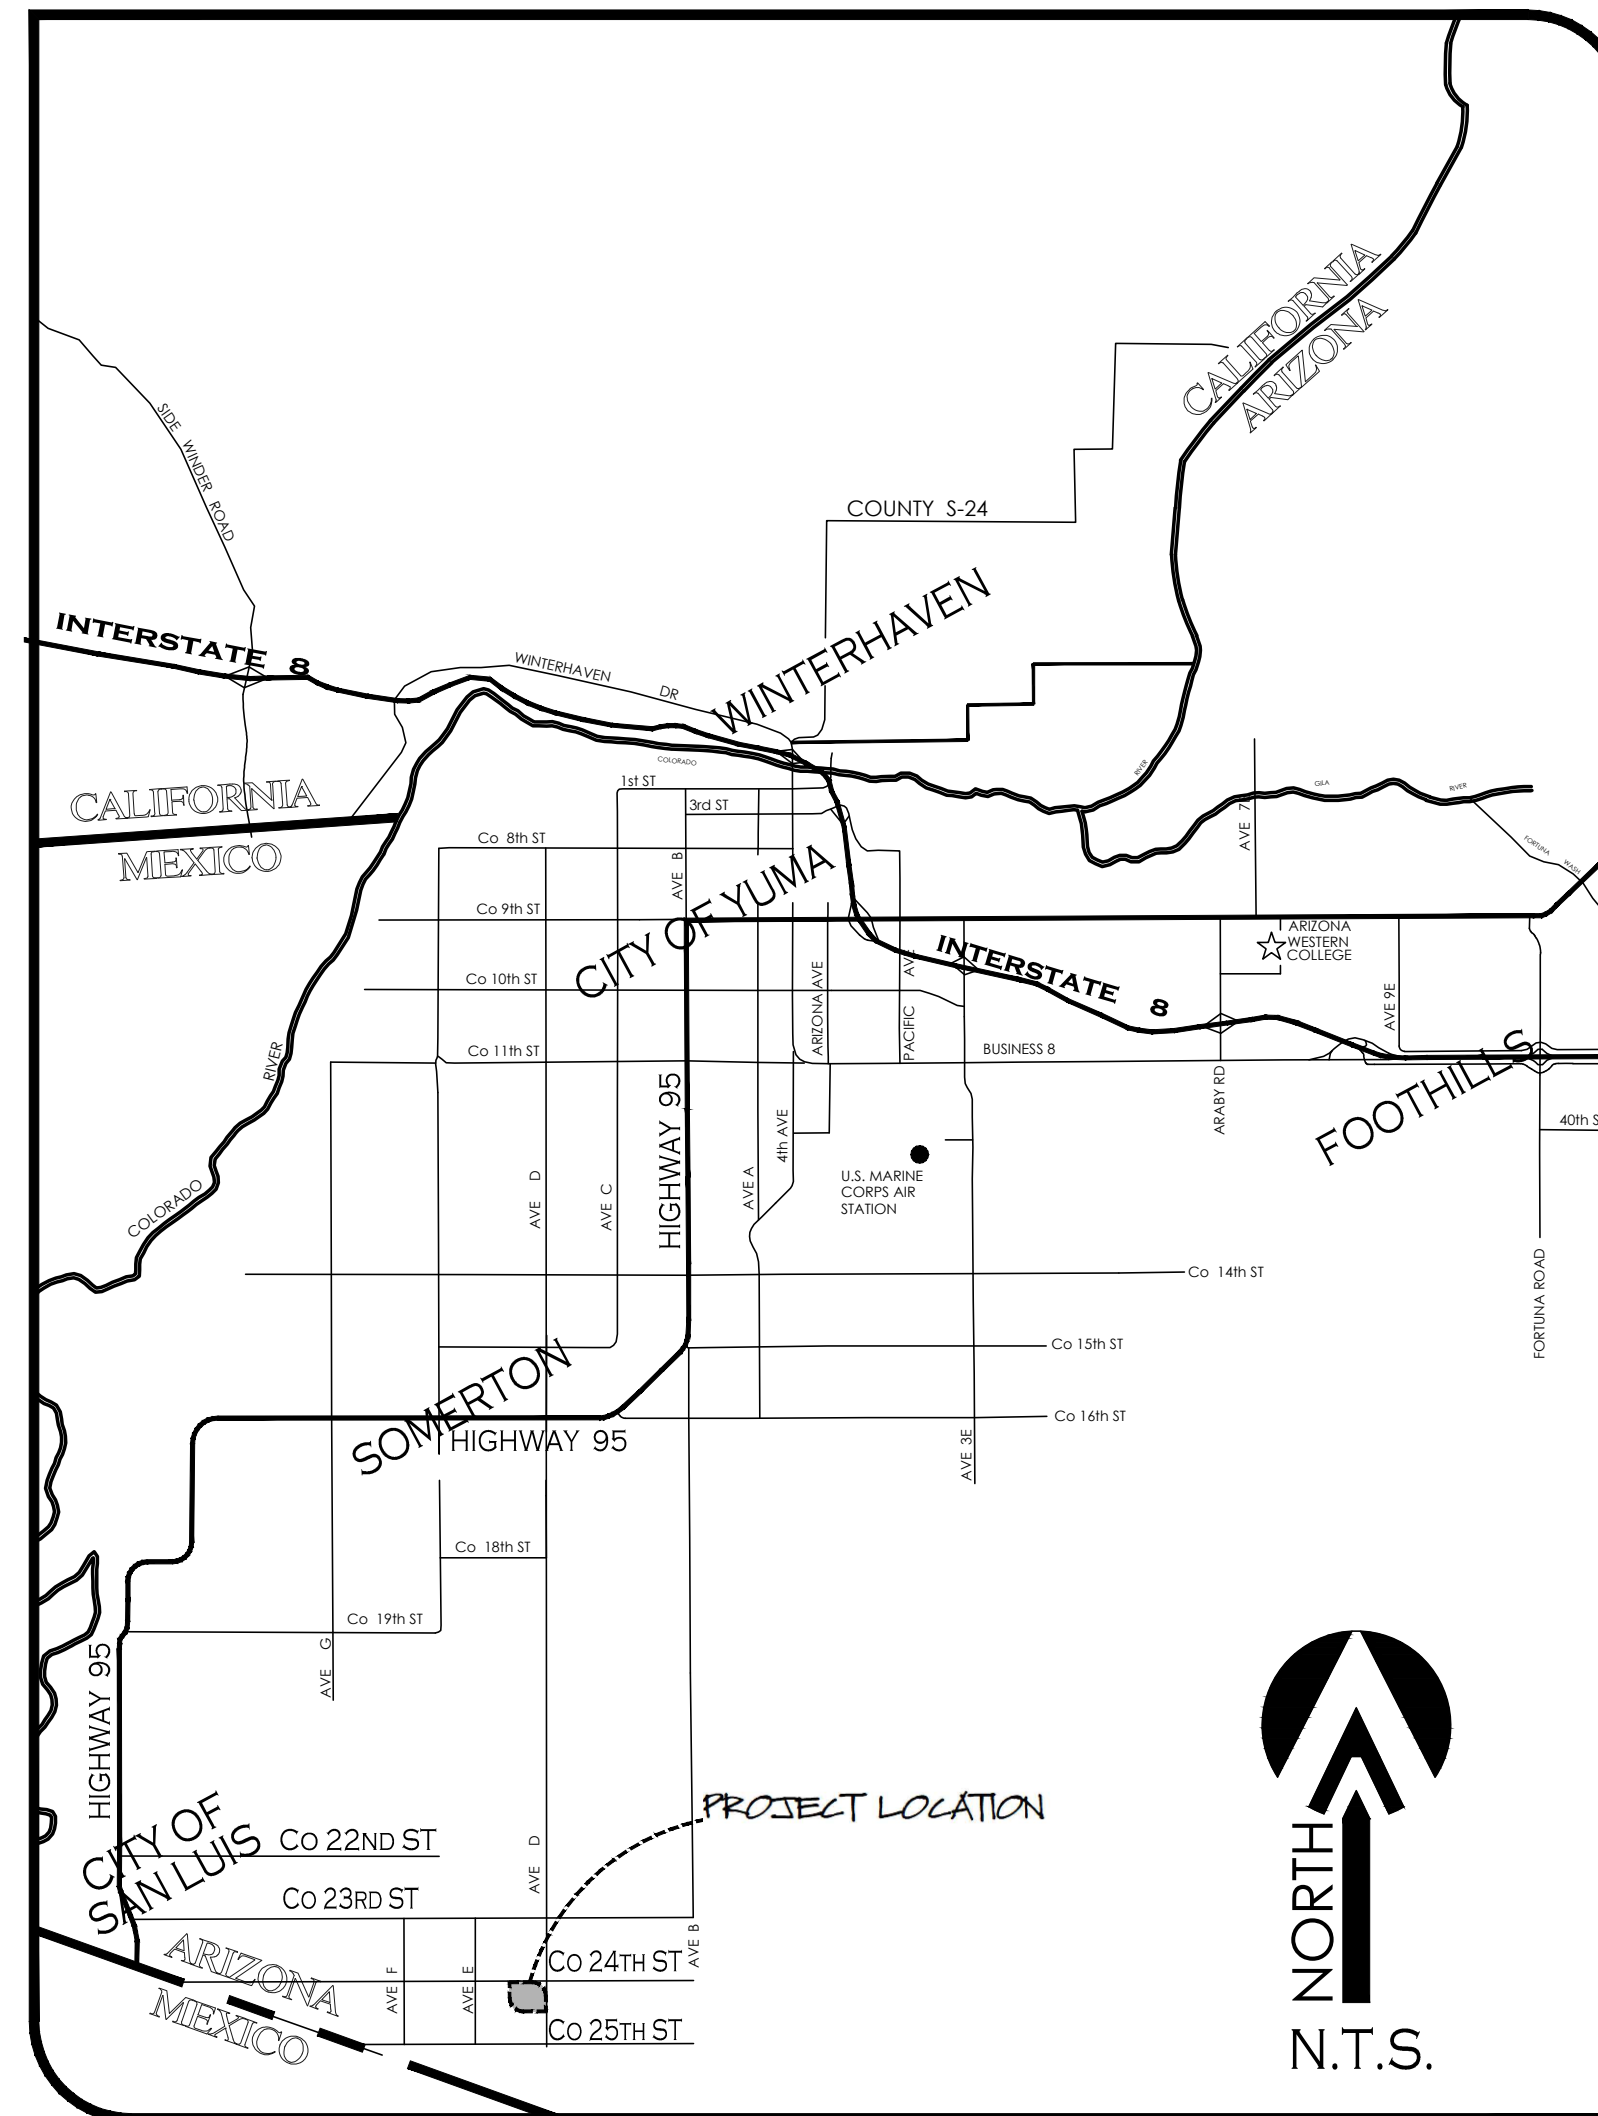 CALIFORNIA
ARIZONA
SIDE WINDER ROAD
COUNTY S-24
WINTERHAVEN
INTERSTATE 8
WINTERHAVEN DR
COLORADO
RIVER
GILA RIVER
1st ST
3rd ST
CALIFORNIA
MEXICO
Co 8th ST
AVE B
AVE 7
FORTUNA WASH
CITY OF YUMA
Co 9th ST
ARIZONA
WESTERN
COLLEGE
INTERSTATE 8
Co 10th ST
ARIZONA AVE
PACIFIC AVE
AVE 9E
Co 11th ST
BUSINESS 8
FOOTHILLS
COLORADO RIVER
HIGHWAY 95
4th AVE
ARABY RD
40th S
AVE D
AVE C
AVE A
U.S. MARINE
CORPS AIR
STATION
Co 14th ST
FORTUNA ROAD
SOMERTON
Co 15th ST
Co 16th ST
HIGHWAY 95
AVE 3E
Co 18th ST
Co 19th ST
AVE G
HIGHWAY 95
PROJECT LOCATION
CITY OF
SAN LUIS
Co 22ND ST
AVE D
Co 23RD ST
AVE B
ARIZONA
MEXICO
AVE F
AVE E
Co 24TH ST
Co 25TH ST
NORTH
N.T.S.